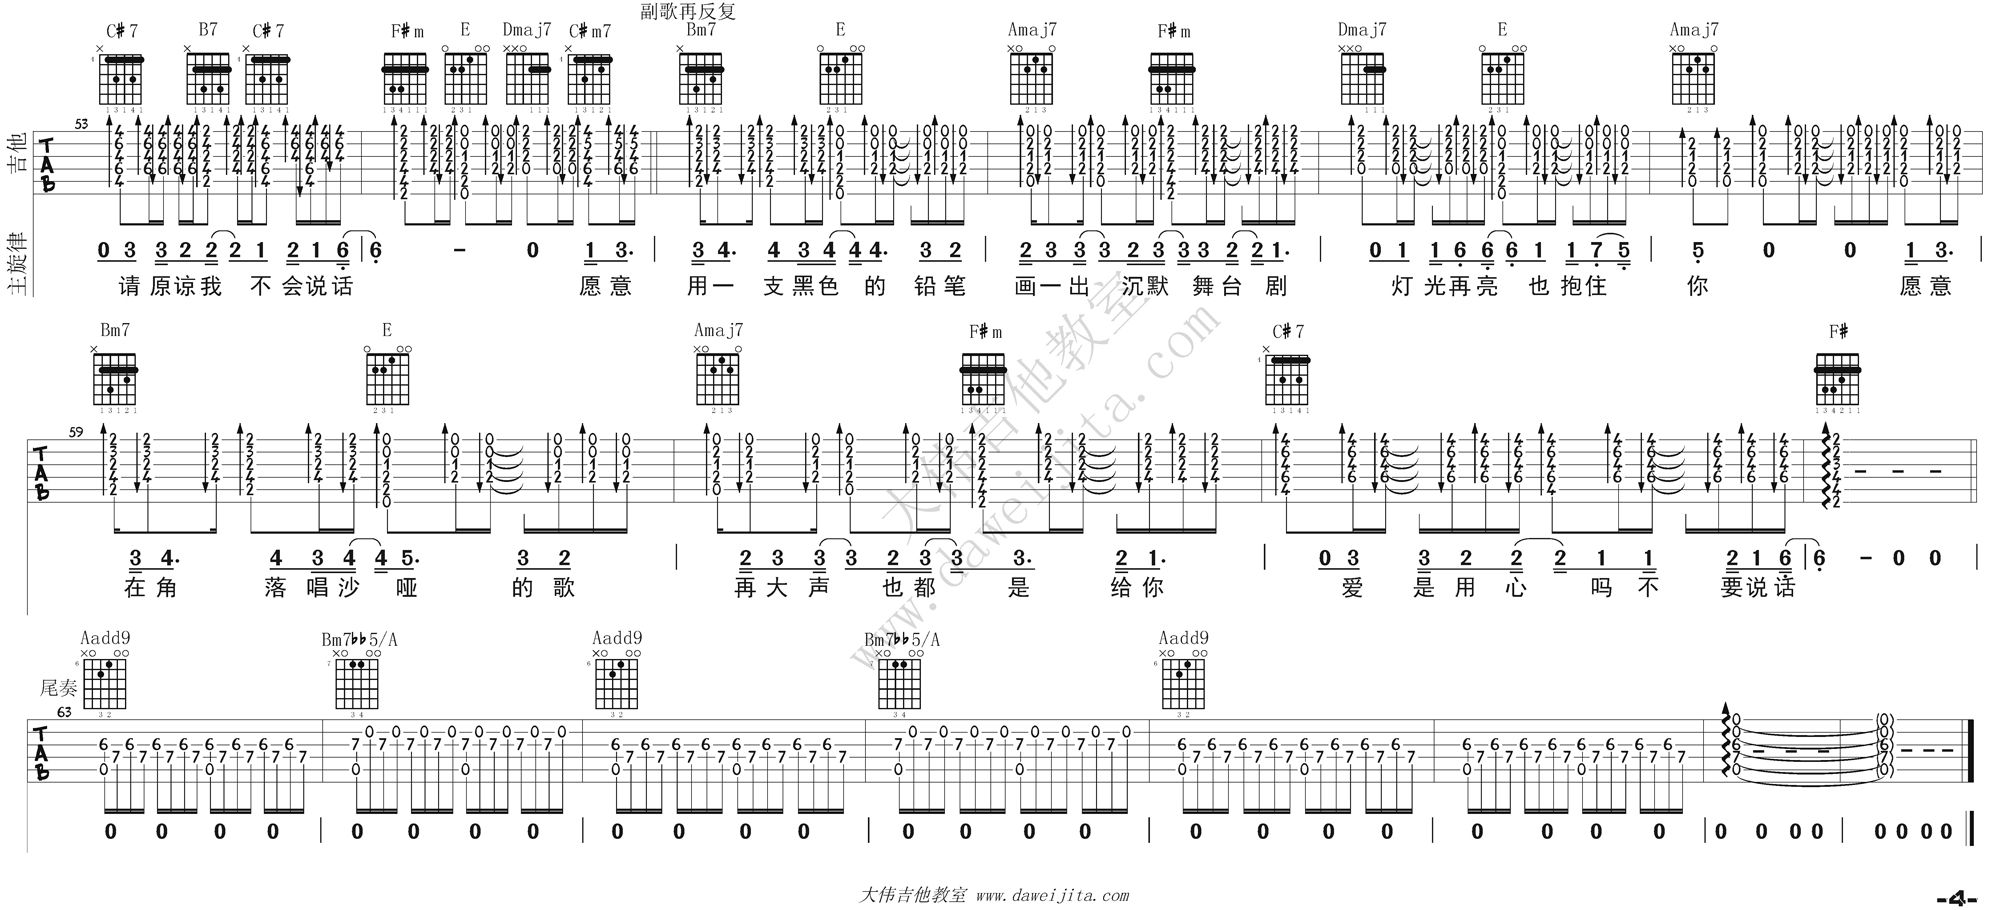 副歌再反复
C#7 B7 C#7 F#m E Dmaj7 C#m7 Bm7 E Amaj7 F#m Dmaj7 E Amaj7
吉他
53
TAB
主旋律
0 3 3 2 2 2 1 2 1 6 | 6 - 0 1 3. | 3 4. 4 3 4 4 4. 3 2 | 2 3 3 3 2 3 3 3 2 2 1. | 0 1 1 6 6 6 6 1 1 7 5 | 5 0 0 1 3. |
请原谅我 不会说话 愿意 用一支黑色的铅笔 画一出沉默舞台剧 灯光再亮也抱住 你 愿意
Bm7 E Amaj7 F#m C#7 F#
59
TAB
3 4. 4 3 4 4 5. 3 2 | 2 3 3 3 2 3 3 3. 2 1. | 0 3 3 2 2 2 1 1 2 1 6 | 6 - 0 0 |
在角落唱沙哑的歌 再大声也都是给你 爱是用心吗不要说话
Aadd9 Bm7♭♭5/A Aadd9 Bm7♭♭5/A Aadd9
尾奏
63
TAB
0 0 0 0 | 0 0 0 0 | 0 0 0 0 | 0 0 0 0 | 0 0 0 0 | 0 0 0 0 | 0 0 0 0 | 0 0 0 0
大伟吉他教室
www.daweijita.com
大伟吉他教室 www.daweijita.com
-4-